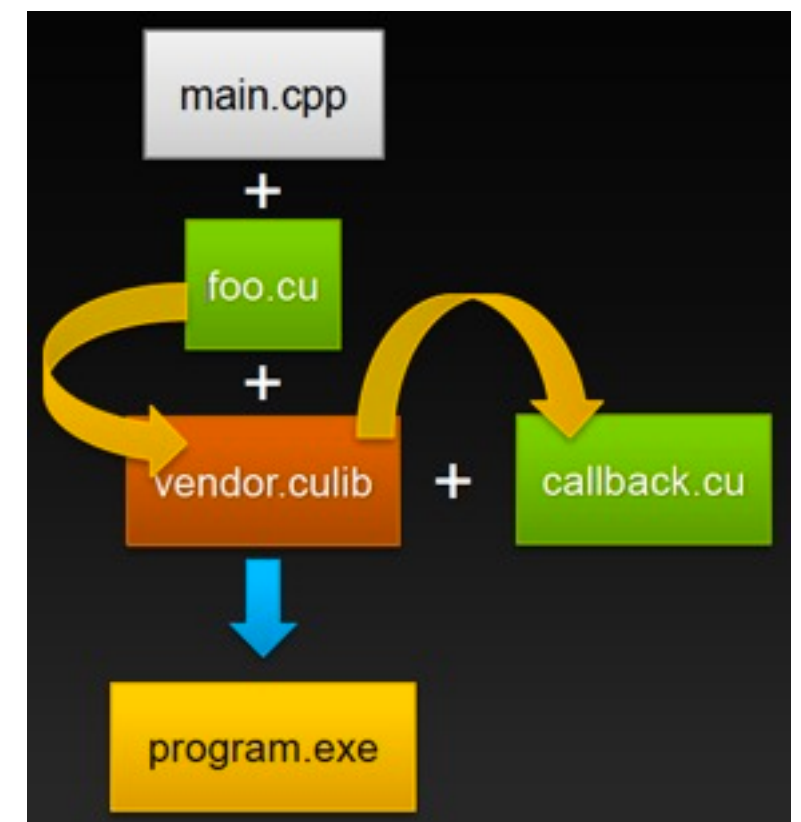 main.cpp
+
foo.cu
+
vendor.culib + callback.cu
program.exe